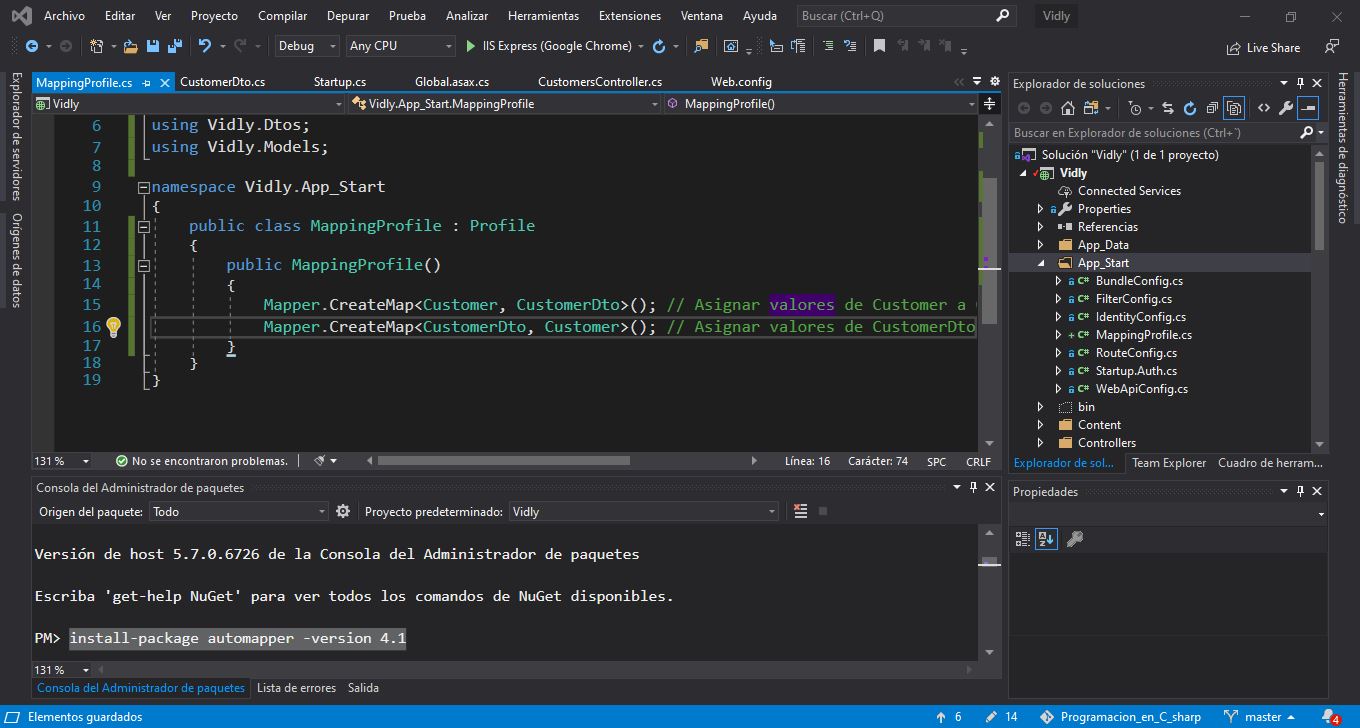 Archivo Editar Ver Proyecto Compilar Depurar Prueba Analizar Herramientas Extensiones Ventana Ayuda Buscar (Ctrl+Q) Vidly
Debug Any CPU IIS Express (Google Chrome) Live Share
Explorador de servidores
Orígenes de datos
MappingProfile.cs CustomerDto.cs Startup.cs Global.asax.cs CustomersController.cs Web.config
Vidly Vidly.App_Start.MappingProfile MappingProfile()
6 using Vidly.Dtos;
7 using Vidly.Models;
8
9 namespace Vidly.App_Start
10 {
11 public class MappingProfile : Profile
12 {
13 public MappingProfile()
14 {
15 Mapper.CreateMap<Customer, CustomerDto>(); // Asignar valores de Customer a
16 Mapper.CreateMap<CustomerDto, Customer>(); // Asignar valores de CustomerDto
17 }
18 }
19 }
131 % No se encontraron problemas. Línea: 16 Carácter: 74 SPC CRLF
Consola del Administrador de paquetes
Origen del paquete: Todo Proyecto predeterminado: Vidly
Versión de host 5.7.0.6726 de la Consola del Administrador de paquetes
Escriba 'get-help NuGet' para ver todos los comandos de NuGet disponibles.
PM> install-package automapper -version 4.1
131 %
Consola del Administrador de paquetes Lista de errores Salida
Explorador de soluciones
Buscar en Explorador de soluciones (Ctrl+´)
Solución "Vidly" (1 de 1 proyecto)
Vidly
Connected Services
Properties
Referencias
App_Data
App_Start
C# BundleConfig.cs
C# FilterConfig.cs
C# IdentityConfig.cs
+ C# MappingProfile.cs
C# RouteConfig.cs
C# Startup.Auth.cs
C# WebApiConfig.cs
bin
Content
Controllers
Explorador de sol... Team Explorer Cuadro de herram...
Propiedades
Herramientas de diagnóstico
Elementos guardados 6 14 Programacion_en_C_sharp master 4